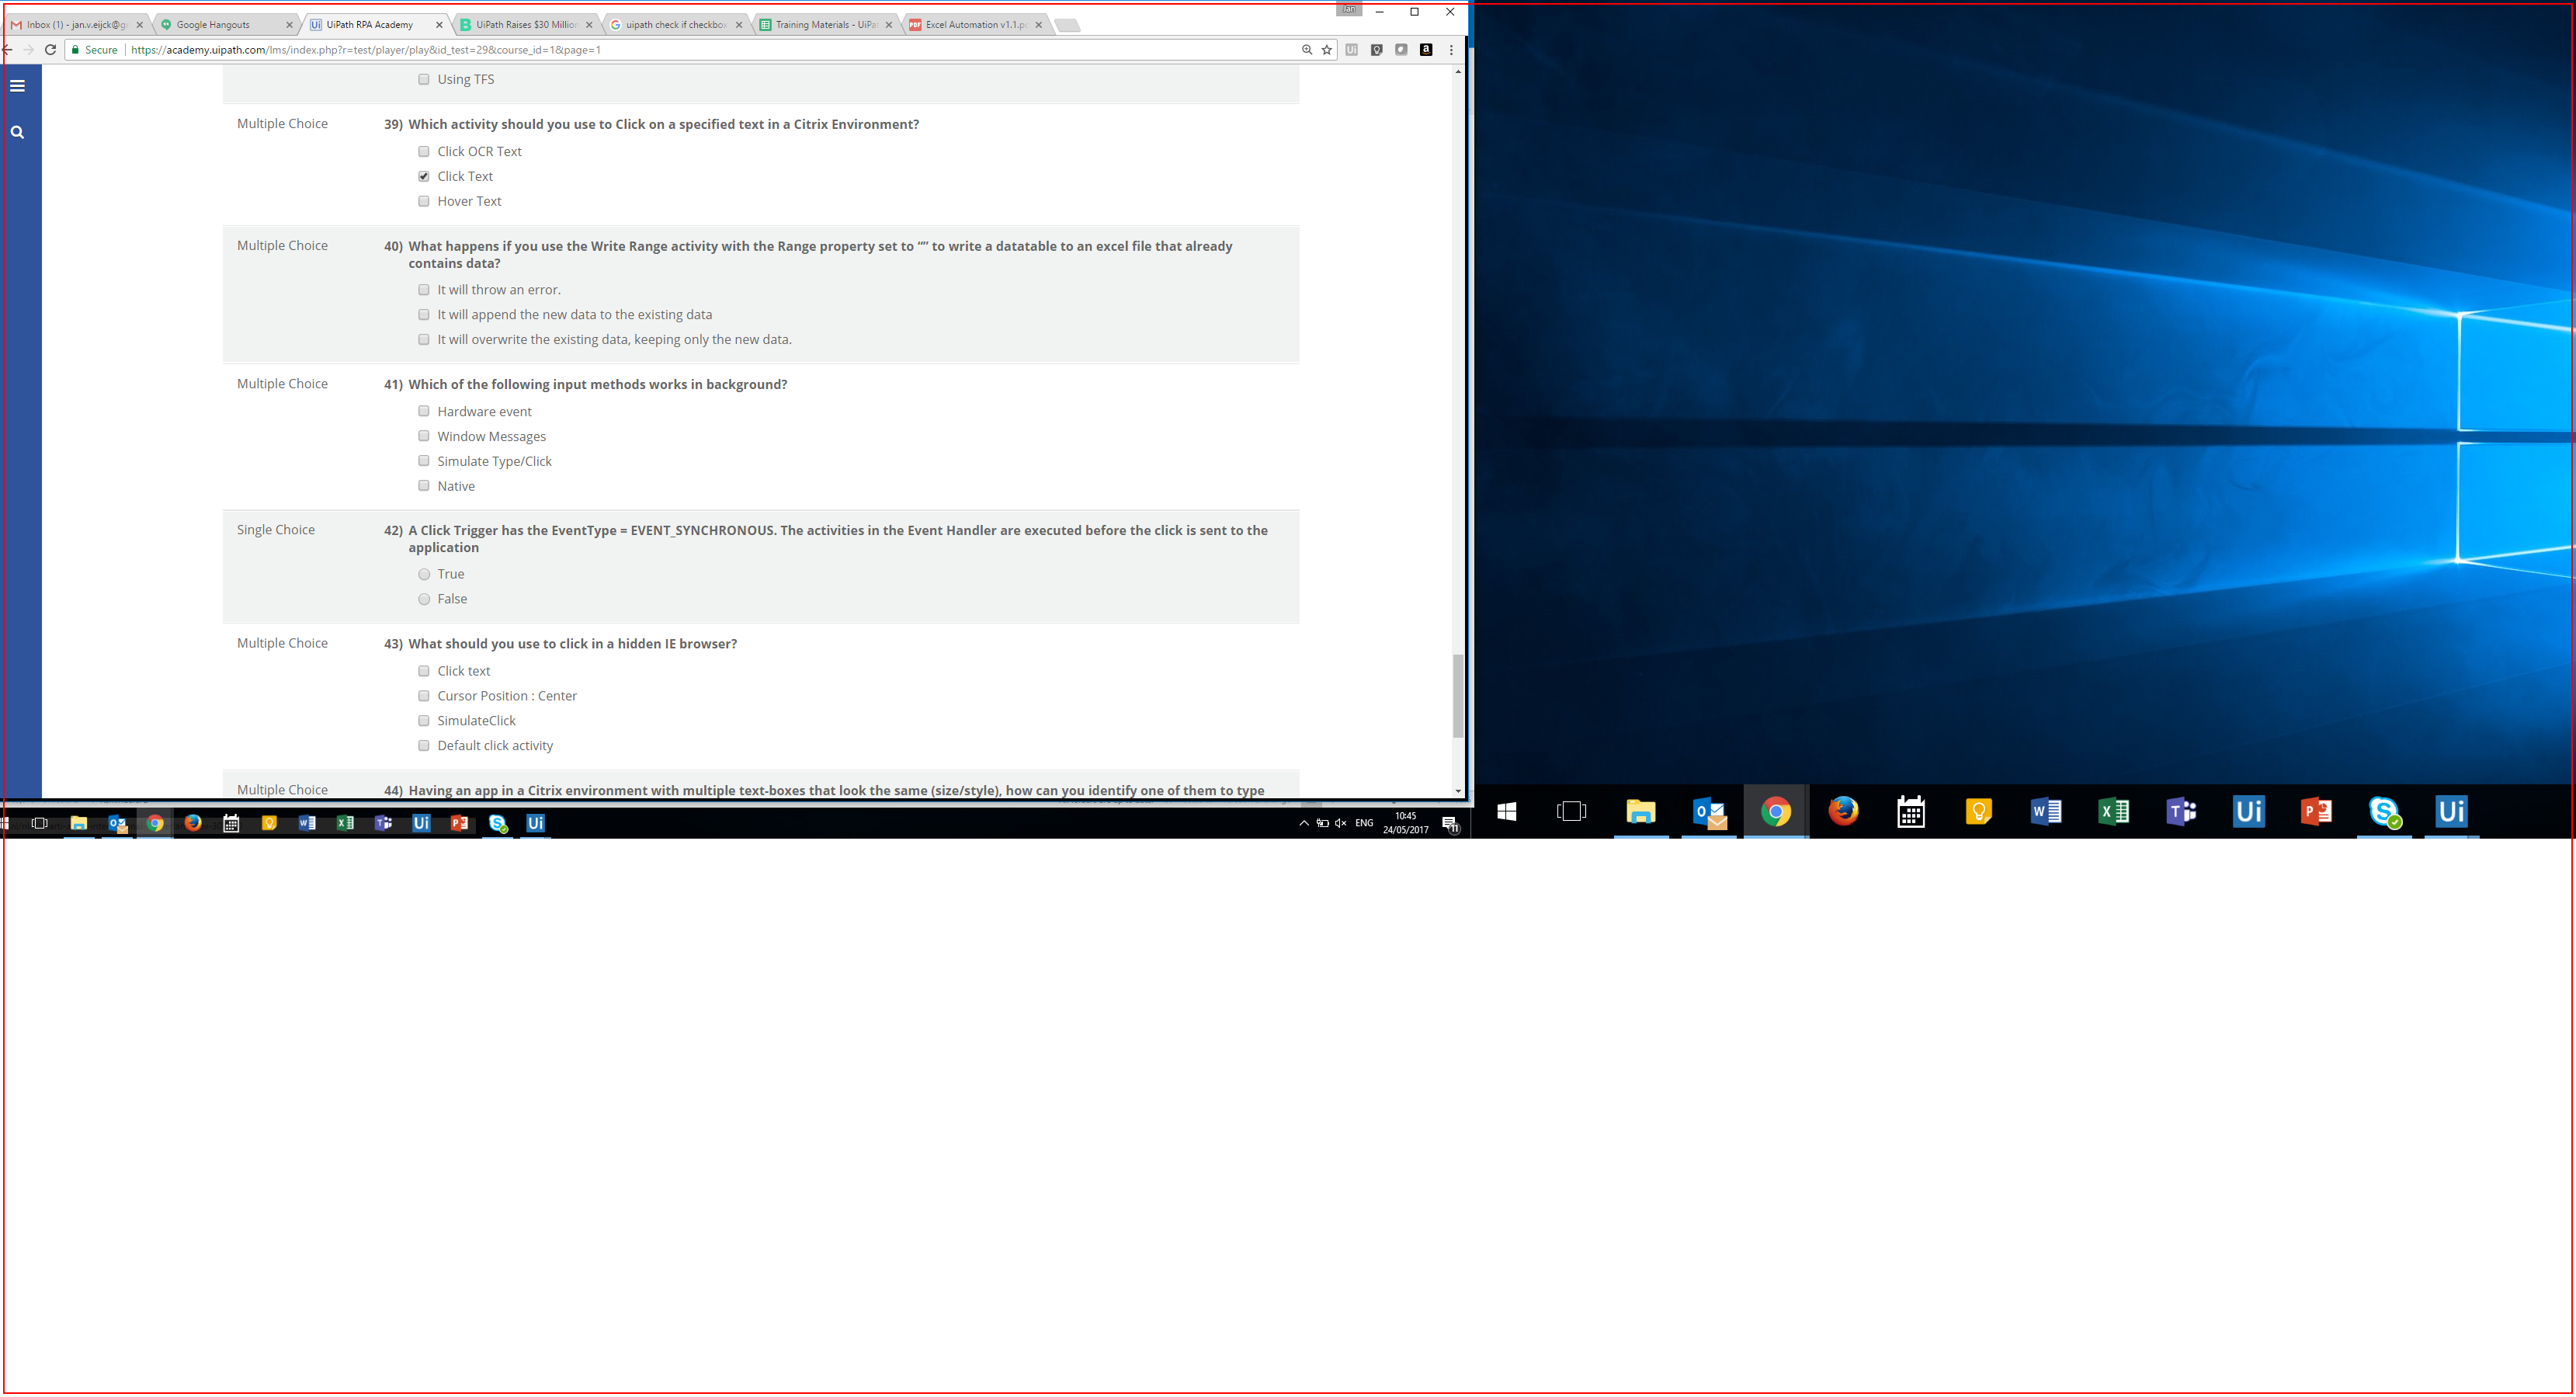 Jan
Inbox (1) - jan.v.eijck@g
Google Hangouts
UiPath RPA Academy
UiPath Raises $30 Million
uipath check if checkbox
Training Materials - UiPa
Excel Automation v1.1.p
Secure
https://academy.uipath.com/lms/index.php?r=test/player/play&id_test=29&course_id=1&page=1
Using TFS
Multiple Choice
39) Which activity should you use to Click on a specified text in a Citrix Environment?
Click OCR Text
Click Text
Hover Text
Multiple Choice
40) What happens if you use the Write Range activity with the Range property set to “” to write a datatable to an excel file that already
contains data?
It will throw an error.
It will append the new data to the existing data
It will overwrite the existing data, keeping only the new data.
Multiple Choice
41) Which of the following input methods works in background?
Hardware event
Window Messages
Simulate Type/Click
Native
Single Choice
42) A Click Trigger has the EventType = EVENT_SYNCHRONOUS. The activities in the Event Handler are executed before the click is sent to the
application
True
False
Multiple Choice
43) What should you use to click in a hidden IE browser?
Click text
Cursor Position : Center
SimulateClick
Default click activity
Multiple Choice
44) Having an app in a Citrix environment with multiple text-boxes that look the same (size/style), how can you identify one of them to type
ENG
10:45
24/05/2017
11